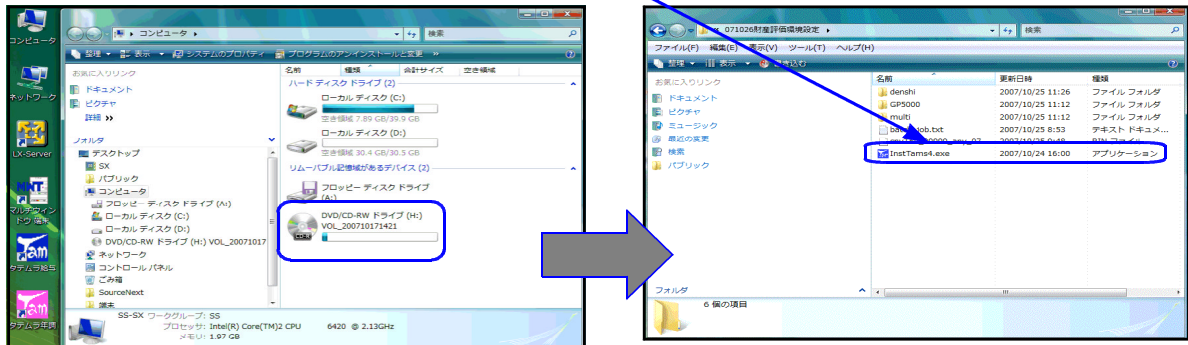 コンピュータ
ネットワーク
LX-Server
マルチウィン
ドウ端末
タテムラ給与
タテムラ年調
コンピュータ
検索
整理 表示 システムのプロパティ プログラムのアンインストールと変更 »
お気に入りリンク
ドキュメント
ピクチャ
詳細 »
フォルダ
デスクトップ
SX
パブリック
コンピュータ
フロッピー ディスク ドライブ (A:)
ローカル ディスク (C:)
ローカル ディスク (D:)
DVD/CD-RW ドライブ (H:) VOL_20071017
ネットワーク
コントロール パネル
ごみ箱
SourceNext
端末
名前 種類 合計サイズ 空き領域
ハード ディスク ドライブ (2)
ローカル ディスク (C:)
空き領域 7.89 GB/39.9 GB
ローカル ディスク (D:)
空き領域 30.4 GB/30.5 GB
リムーバブル記憶域があるデバイス (2)
フロッピー ディスク ドライブ
(A:)
DVD/CD-RW ドライブ (H:)
VOL_200710171421
SS-SX ワークグループ: SS
プロセッサ: Intel(R) Core(TM)2 CPU 6420 @ 2.13GHz
メモリ: 1.97 GB
« 071026財産評価環境設定
検索
ファイル(F) 編集(E) 表示(V) ツール(T) ヘルプ(H)
整理 表示 書き込む
お気に入りリンク
ドキュメント
ピクチャ
ミュージック
最近の変更
検索
パブリック
フォルダ
名前 更新日時 種類
denshi 2007/10/25 11:26 ファイル フォルダ
GP5000 2007/10/25 11:12 ファイル フォルダ
multi 2007/10/25 11:12 ファイル フォルダ
2007/10/25 8:53 テキスト ドキュメ...
InstTams4.exe 2007/10/24 16:00 アプリケーション
6 個の項目